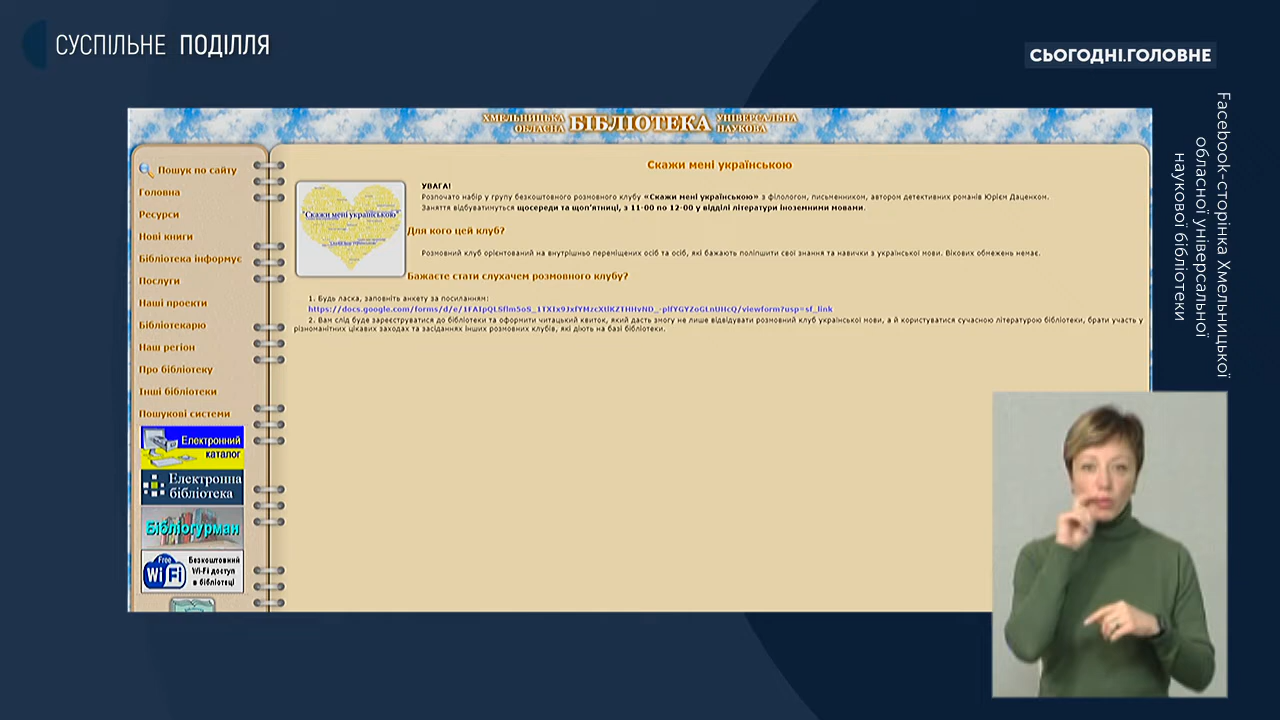 СУСПІЛЬНЕ ПОДІЛЛЯ
СЬОГОДНІ.ГОЛОВНЕ
Facebook-сторінка Хмельницької
обласної універсальної
наукової бібліотеки
ХМЕЛЬНИЦЬКА ОБЛАСНА БІБЛІОТЕКА УНІВЕРСАЛЬНА НАУКОВА
Пошук по сайту
Головна
Ресурси
Нові книги
Бібліотека інформує
Послуги
Наші проекти
Бібліотекарю
Наш регіон
Про бібліотеку
Інші бібліотеки
Пошукові системи
Електронний
каталог
Електронна
бібліотека
Бібліогурман
Free
Wi Fi
Безкоштовний
Wi-Fi доступ
в бібліотеці
Скажи мені українською
"Скажи мені українською"
УВАГА!
Розпочато набір у групу безкоштовного розмовного клубу «Скажи мені українською» з філологом, письменником, автором детективних романів Юрієм Даценком.
Заняття відбуватимуться щосереди та щоп'ятниці, з 11-00 по 12-00 у відділі літератури іноземними мовами.
Для кого цей клуб?
Розмовний клуб орієнтований на внутрішньо переміщених осіб та осіб, які бажають поліпшити свої знання та навички з української мови. Вікових обмежень немає.
Бажаєте стати слухачем розмовного клубу?
1. Будь ласка, заповніть анкету за посиланням:
2. Вам слід буде зареєструватися до бібліотеки та оформити читацький квиток, який дасть змогу не лише відвідувати розмовний клуб української мови, а й користуватися сучасною літературою бібліотеки, брати участь у
різноманітних цікавих заходах та засіданнях інших розмовних клубів, які діють на базі бібліотеки.